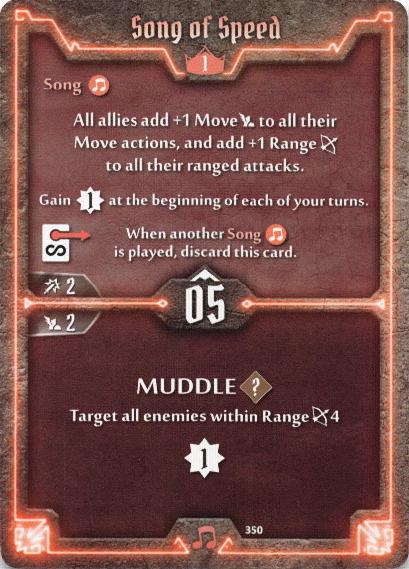 Song of Speed
1
Song
All allies add +1 Move to all their
Move actions, and add +1 Range
to all their ranged attacks.
Gain 1 at the beginning of each of your turns.
When another Song
is played, discard this card.
S
2
05
2
MUDDLE ?
Target all enemies within Range 4
1
350